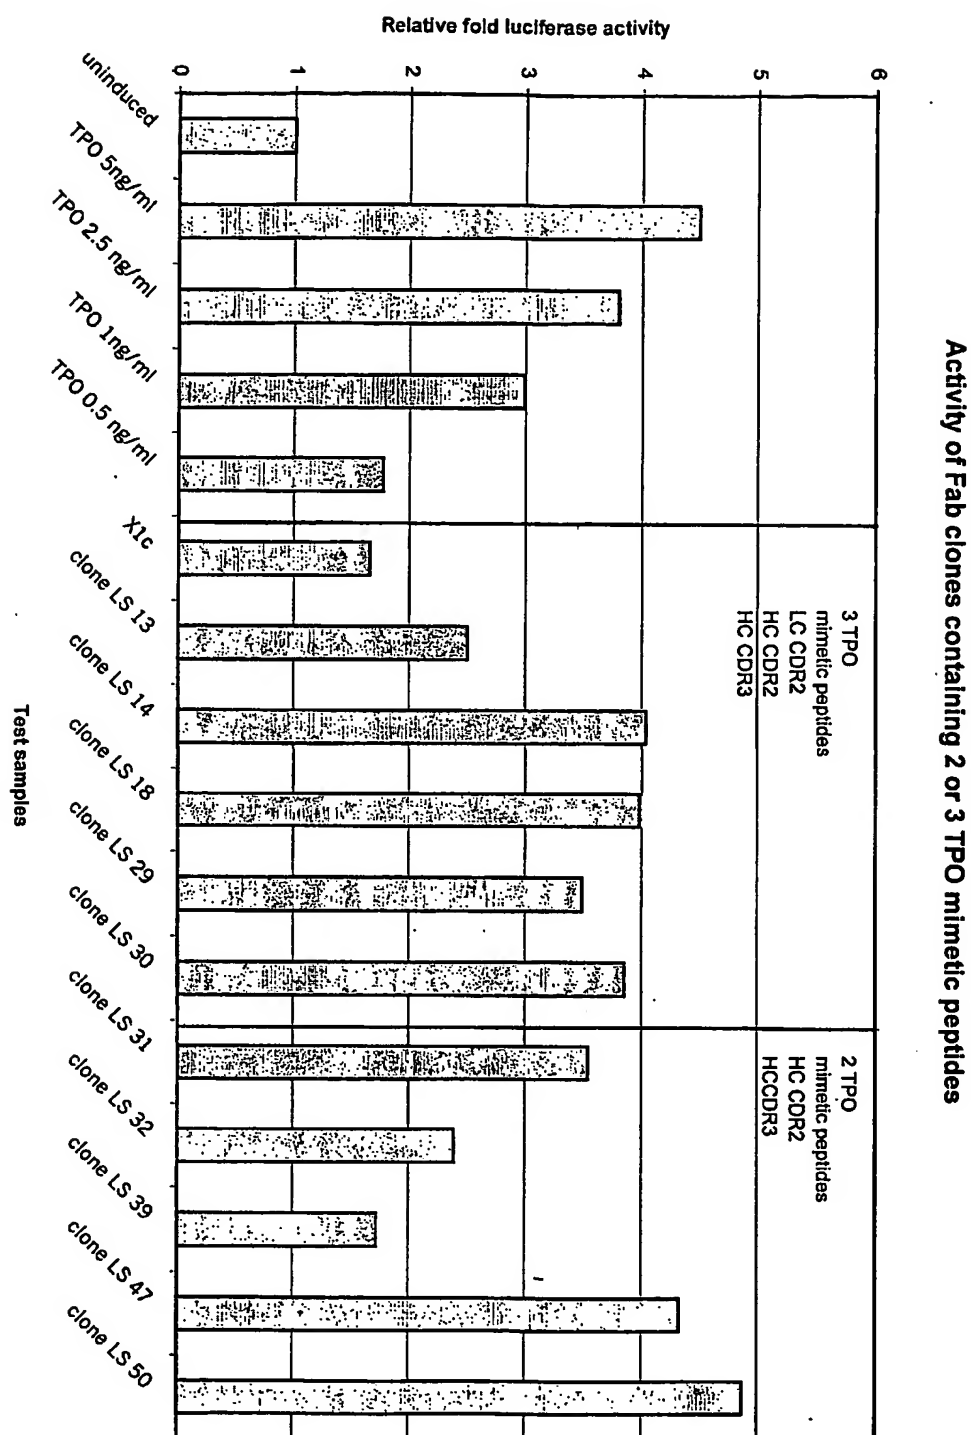 Activity of Fab clones containing 2 or 3 TPO mimetic peptides
Relative fold luciferase activity
6
5
4
3
2
1
0
3 TPO
mimetic peptides
LC CDR2
HC CDR2
HC CDR3
2 TPO
mimetic peptides
HC CDR2
HCCDR3
uninduced
TPO 5ng/ml
TPO 2.5 ng/ml
TPO 1ng/ml
TPO 0.5 ng/ml
X1c
clone LS 13
clone LS 14
clone LS 18
clone LS 29
clone LS 30
clone LS 31
clone LS 32
clone LS 39
clone LS 47
clone LS 50
Test samples